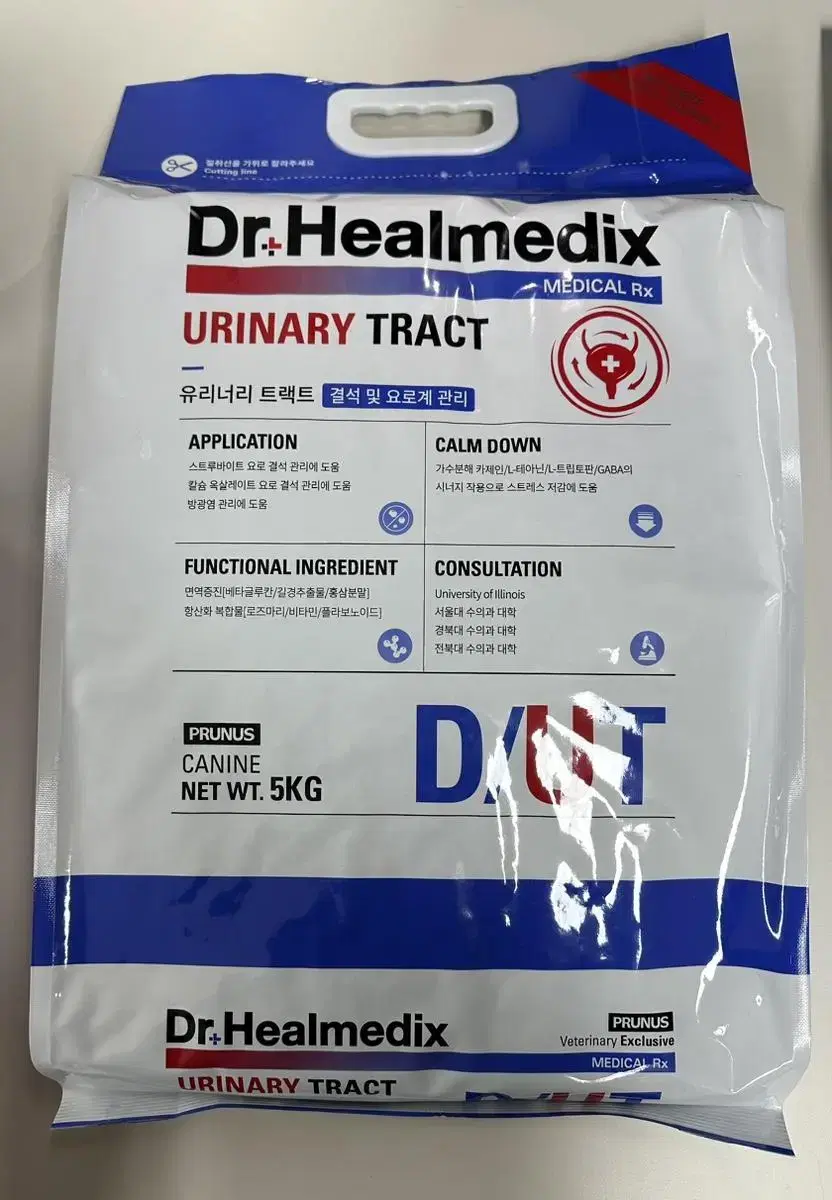 절취선을 가위로 잘라주세요
Cutting line
Dr.Healmedix
MEDICAL Rx
URINARY TRACT
유리너리 트랙트 결석 및 요로계 관리
APPLICATION
스트루바이트 요로 결석 관리에 도움
칼슘 옥살레이트 요로 결석 관리에 도움
방광염 관리에 도움
CALM DOWN
가수분해 카제인/L-테아닌/L-트립토판/GABA의
시너지 작용으로 스트레스 저감에 도움
FUNCTIONAL INGREDIENT
면역증진[베타글루칸/길경추출물/홍삼분말]
항산화 복합물[로즈마리/비타민/플라보노이드]
CONSULTATION
University of Illinois
서울대 수의과 대학
경북대 수의과 대학
전북대 수의과 대학
PRUNUS
CANINE
NET WT. 5KG
D/UT
Dr.Healmedix
PRUNUS
Veterinary Exclusive
MEDICAL Rx
URINARY TRACT
D/UT